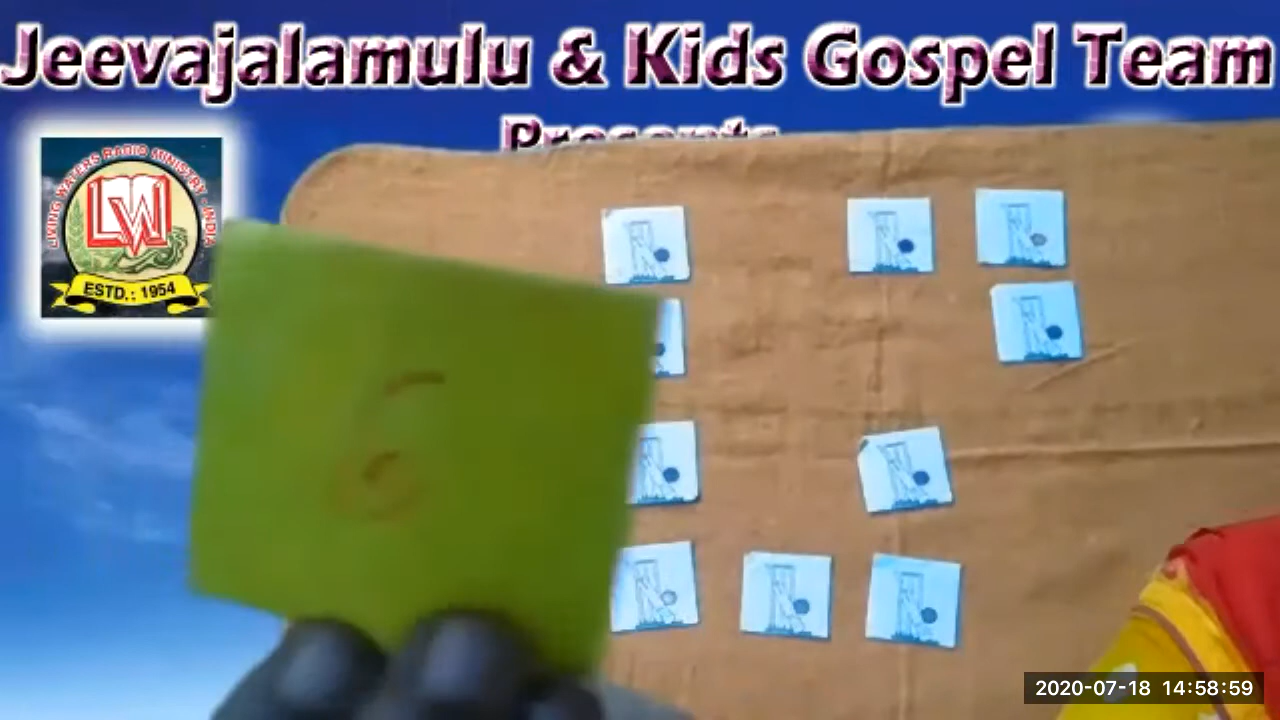 Jeevajalamulu & Kids Gospel Team
Presents
LIVING WATERS RADIO MINISTRY - INDIA
LW
ESTD.: 1954
6
2020-07-18 14:58:59